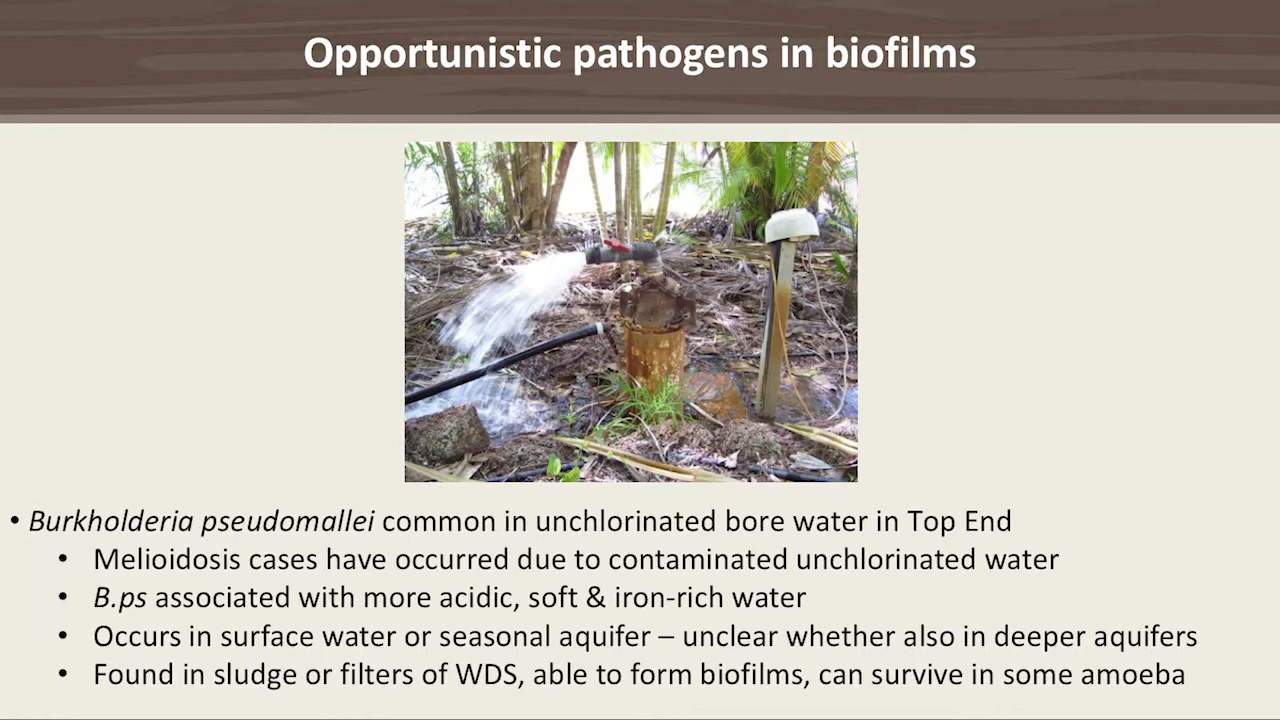 Opportunistic pathogens in biofilms
• Burkholderia pseudomallei common in unchlorinated bore water in Top End
• Melioidosis cases have occurred due to contaminated unchlorinated water
• B.ps associated with more acidic, soft & iron-rich water
• Occurs in surface water or seasonal aquifer – unclear whether also in deeper aquifers
• Found in sludge or filters of WDS, able to form biofilms, can survive in some amoeba